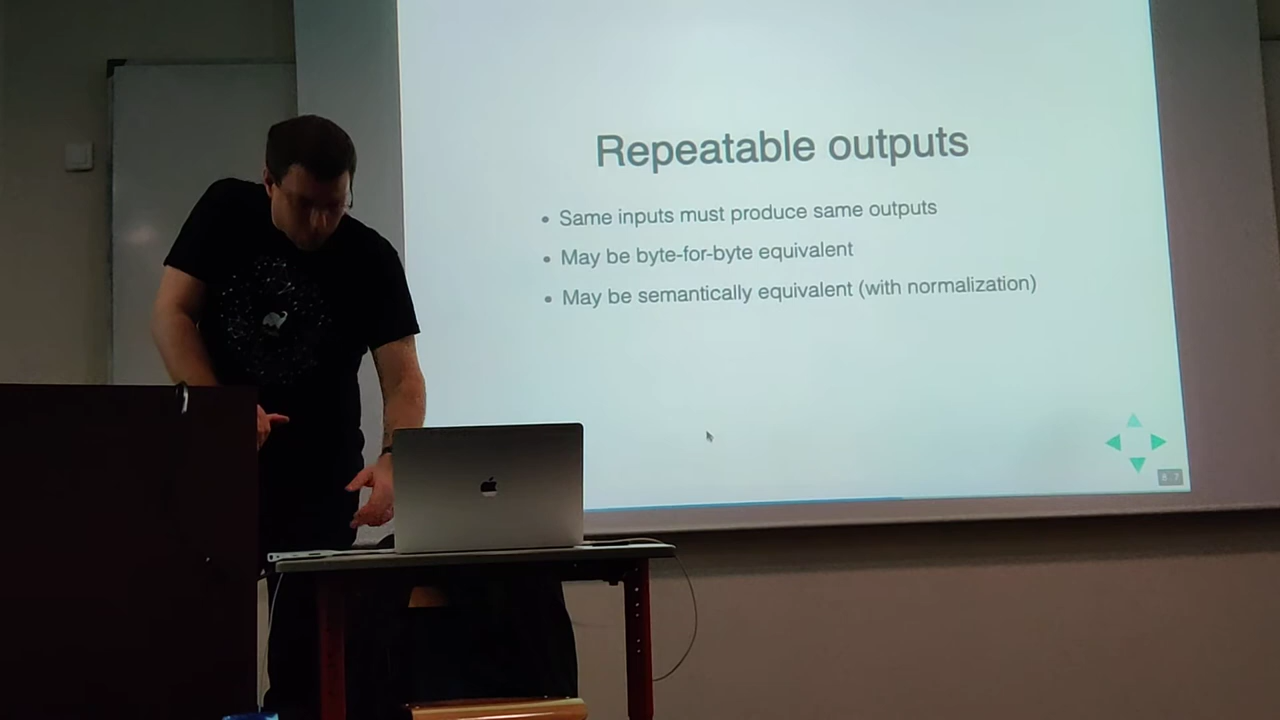 Repeatable outputs
• Same inputs must produce same outputs
• May be byte-for-byte equivalent
• May be semantically equivalent (with normalization)